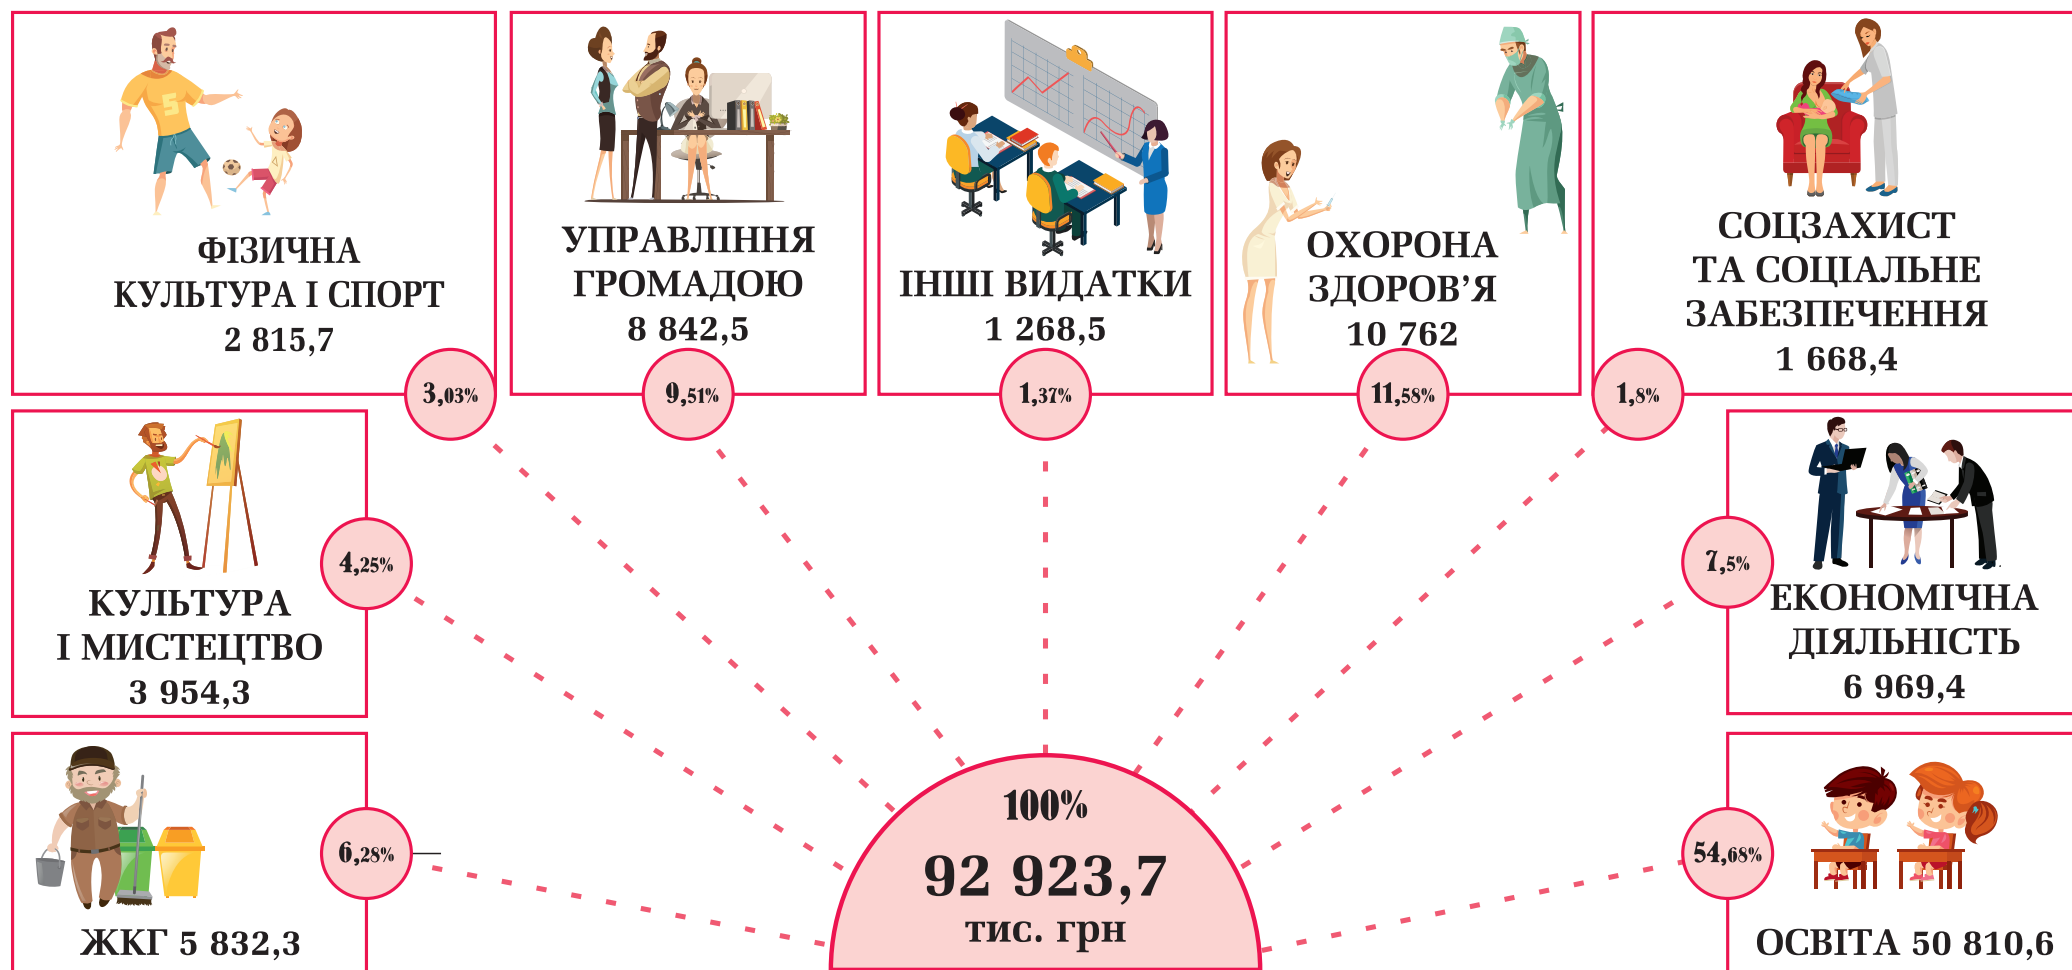 ФІЗИЧНА
КУЛЬТУРА І СПОРТ
2 815,7
3,03%
УПРАВЛІННЯ
ГРОМАДОЮ
8 842,5
9,51%
ІНШІ ВИДАТКИ
1 268,5
1,37%
ОХОРОНА
ЗДОРОВ’Я
10 762
11,58%
СОЦЗАХИСТ
ТА СОЦІАЛЬНЕ
ЗАБЕЗПЕЧЕННЯ
1 668,4
1,8%
КУЛЬТУРА
І МИСТЕЦТВО
3 954,3
4,25%
7,5%
ЕКОНОМІЧНА
ДІЯЛЬНІСТЬ
6 969,4
ЖКГ 5 832,3
6,28%
100%
92 923,7
тис. грн
54,68%
ОСВІТА 50 810,6